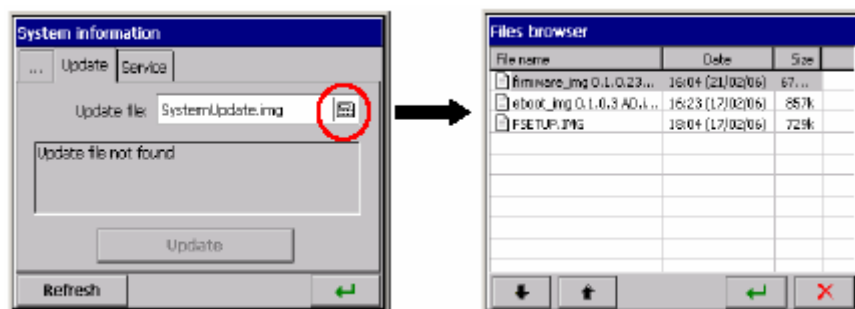 System information
... Update Service
Update file: SystemUpdate.img
Update file not found
Update
Refresh
Files browser
File name Date Size
firmware_img 0.1.0.23... 16:04 (21/02/06) 67...
eboot_img 0.1.0.3 AD.i... 16:23 (17/02/06) 857k
FSETUP.IMG 18:04 (17/02/06) 729k